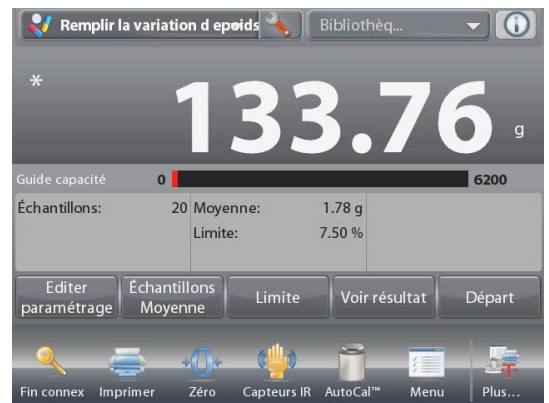 Remplir la variation d epoids Bibliothèq...
*
133.76 g
Guide capacité 0 6200
Échantillons: 20 Moyenne: 1.78 g
Limite: 7.50 %
Editer paramétrage
Échantillons Moyenne
Limite
Voir résultat
Départ
Fin connex Imprimer Zéro Capteurs IR AutoCal™ Menu Plus...